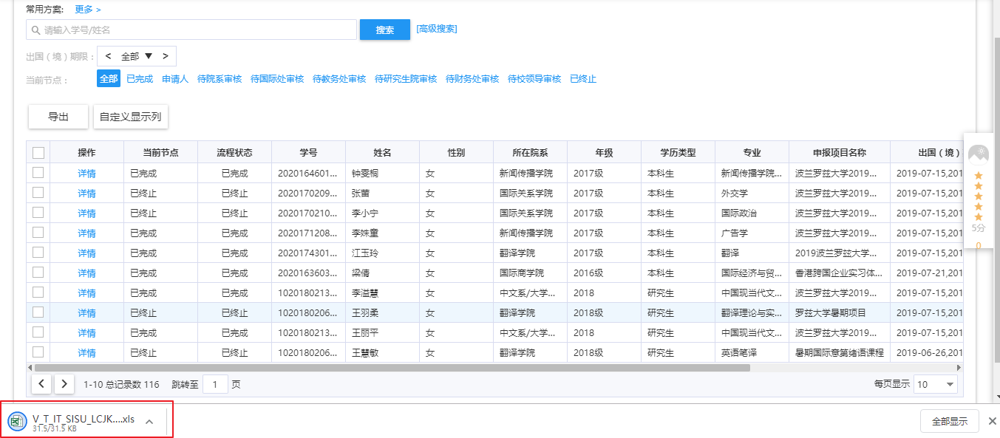 常用方案: 更多 >
请输入学号/姓名 搜索 [高级搜索]
出国（境）期限： < 全部 ▼ >
当前节点： 全部 已完成 申请人 待院系审核 待国际处审核 待教务处审核 待研究生院审核 待财务处审核 待校领导审核 已终止
导出 自定义显示列
操作 当前节点 流程状态 学号 姓名 性别 所在院系 年级 学历类型 专业 申报项目名称 出国（境）
详情 已完成 已完成 2020164601... 钟雯桐 女 新闻传播学院 2017级 本科生 新闻传播学院... 波兰罗兹大学2019... 2019-07-15,201
详情 已终止 已终止 2020170209... 张菡 女 国际关系学院 2017级 本科生 外交学 波兰罗兹大学2019... 2019-07-15,201
详情 已终止 已完成 2020170210... 李小宁 女 国际关系学院 2017级 本科生 国际政治 波兰罗兹大学2019... 2019-07-15,201
详情 已终止 已完成 2020171208... 李姝童 女 新闻传播学院 2017级 本科生 广告学 波兰罗兹大学2019... 2019-07-15,201
详情 已完成 已完成 2020174301... 江玉玲 女 翻译学院 2017级 本科生 翻译 2019波兰罗兹大学... 2019-07-15,201
详情 已完成 已完成 2020163603... 梁倩 女 国际商学院 2016级 本科生 国际经济与贸... 香港跨国企业实习体... 2019-07-21,201
详情 已完成 已完成 1020180213... 李溢慧 女 中文系/大学... 2018 研究生 中国现当代文... 波兰罗兹大学2019... 2019-07-15,201
详情 已终止 已终止 1020180206... 王羽柔 女 翻译学院 2018级 研究生 翻译理论与实... 罗兹大学暑期项目 2019-07-15,201
详情 已完成 已完成 1020180213... 王丽平 女 中文系/大学... 2018 研究生 中国现当代文... 波兰罗兹大学2019... 2019-07-15,201
详情 已终止 已终止 1020180206... 王慧敏 女 翻译学院 2018级 研究生 英语笔译 暑期国际意第绪语课程 2019-06-26,201
5分
0
< > 1-10 总记录数 116 跳转至 1 页 每页显示 10
V_T_IT_SISU_LCJK....xls
31.5/31.5 KB
全部显示